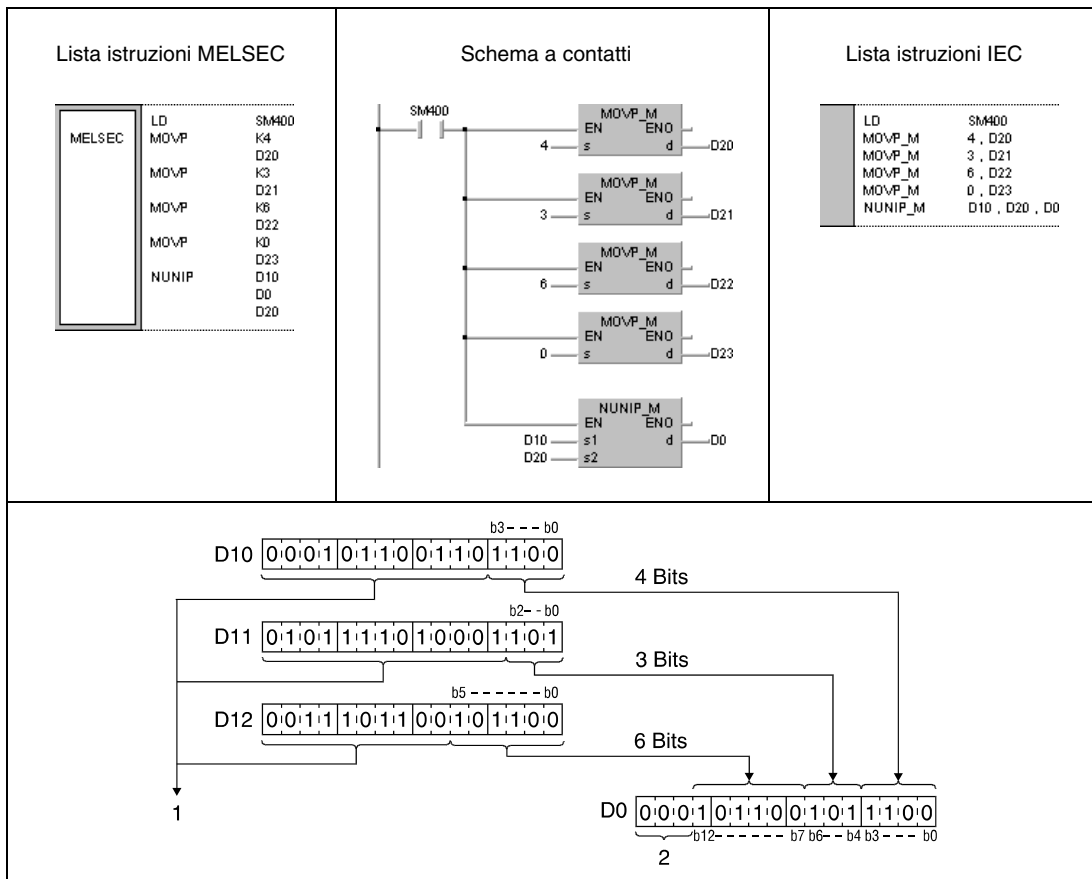 Lista istruzioni MELSEC
MELSEC
LD SM400
MOVP K4
D20
MOVP K3
D21
MOVP K6
D22
MOVP K0
D23
NUNIP D10
D0
D20
Schema a contatti
SM400
MOVP_M
EN ENO
4 s d D20
MOVP_M
EN ENO
3 s d D21
MOVP_M
EN ENO
6 s d D22
MOVP_M
EN ENO
0 s d D23
NUNIP_M
EN ENO
D10 s1 d D0
D20 s2
Lista istruzioni IEC
LD SM400
MOVP_M 4 , D20
MOVP_M 3 , D21
MOVP_M 6 , D22
MOVP_M 0 , D23
NUNIP_M D10 , D20 , D0
b3 – – – b0
D10 0 0 0 1 0 1 1 0 0 1 1 0 1 1 0 0
4 Bits
b2 – – b0
D11 0 1 0 1 1 1 1 0 1 0 0 0 1 1 0 1
3 Bits
b5 – – – – – – b0
D12 0 0 1 1 1 0 1 1 0 0 1 0 1 1 0 0
6 Bits
1
D0 0 0 0 1 0 1 1 0 0 1 0 1 1 1 0 0
b12 – – – – – – b7 b6 – – b4 b3 – – – – b0
2